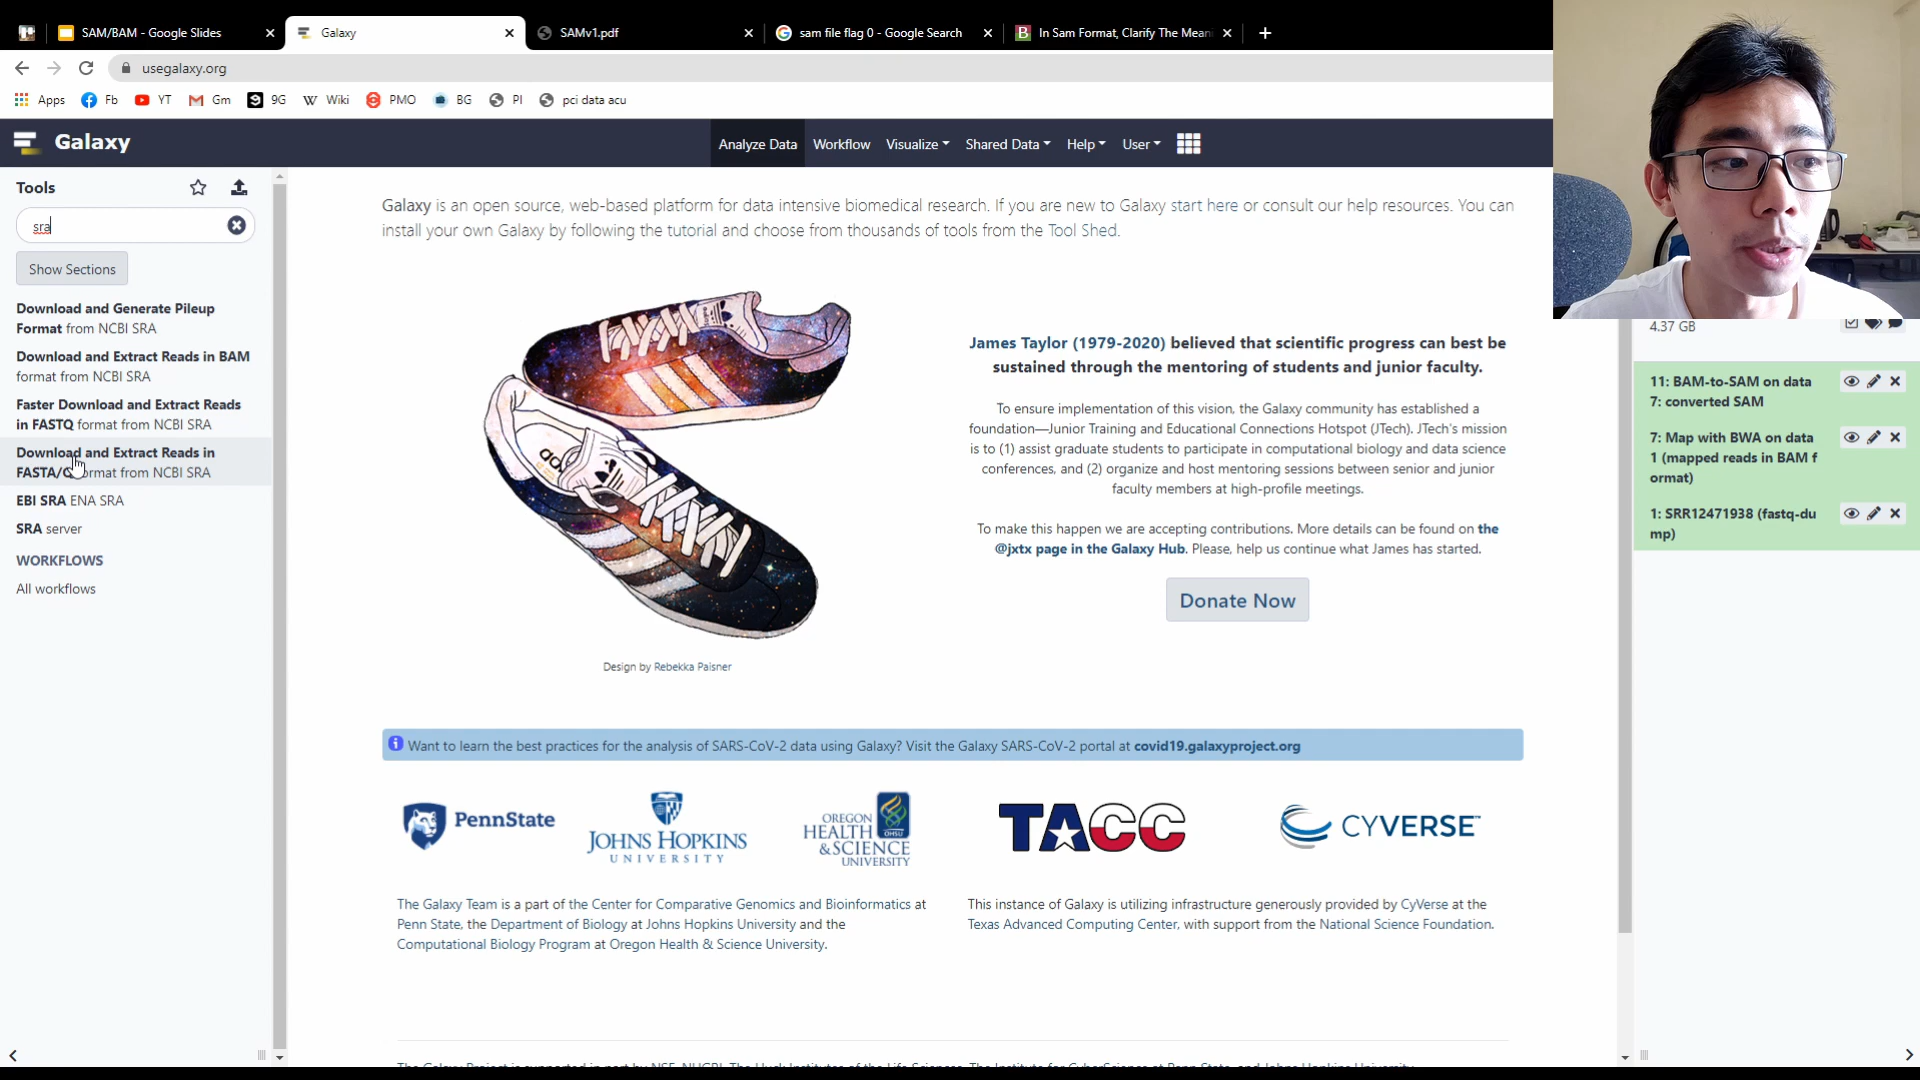 SAM/BAM - Google Slides
Galaxy
SAMv1.pdf
sam file flag 0 - Google Search
In Sam Format, Clarify The Mean
usegalaxy.org
Apps Fb YT Gm 9G Wiki PMO BG PI pci data acu
Galaxy
Analyze Data Workflow Visualize Shared Data Help User
Tools
sra
Show Sections
Download and Generate Pileup
Format from NCBI SRA
Download and Extract Reads in BAM
format from NCBI SRA
Faster Download and Extract Reads
in FASTQ format from NCBI SRA
Download and Extract Reads in
FASTA/Q format from NCBI SRA
EBI SRA ENA SRA
SRA server
WORKFLOWS
All workflows
Galaxy is an open source, web-based platform for data intensive biomedical research. If you are new to Galaxy start here or consult our help resources. You can
install your own Galaxy by following the tutorial and choose from thousands of tools from the Tool Shed.
Design by Rebekka Paisner
James Taylor (1979-2020) believed that scientific progress can best be
sustained through the mentoring of students and junior faculty.
To ensure implementation of this vision, the Galaxy community has established a
foundation—Junior Training and Educational Connections Hotspot (JTech). JTech's mission
is to (1) assist graduate students to participate in computational biology and data science
conferences, and (2) organize and host mentoring sessions between senior and junior
faculty members at high-profile meetings.
To make this happen we are accepting contributions. More details can be found on the
@jxtx page in the Galaxy Hub. Please, help us continue what James has started.
Donate Now
Want to learn the best practices for the analysis of SARS-CoV-2 data using Galaxy? Visit the Galaxy SARS-CoV-2 portal at covid19.galaxyproject.org
PennState
JOHNS HOPKINS
UNIVERSITY
OREGON
HEALTH
& SCIENCE
UNIVERSITY
OHSU
TACC
CYVERSE
The Galaxy Team is a part of the Center for Comparative Genomics and Bioinformatics at
Penn State, the Department of Biology at Johns Hopkins University and the
Computational Biology Program at Oregon Health & Science University.
This instance of Galaxy is utilizing infrastructure generously provided by CyVerse at the
Texas Advanced Computing Center, with support from the National Science Foundation.
4.37 GB
11: BAM-to-SAM on data
7: converted SAM
7: Map with BWA on data
1 (mapped reads in BAM f
ormat)
1: SRR12471938 (fastq-du
mp)